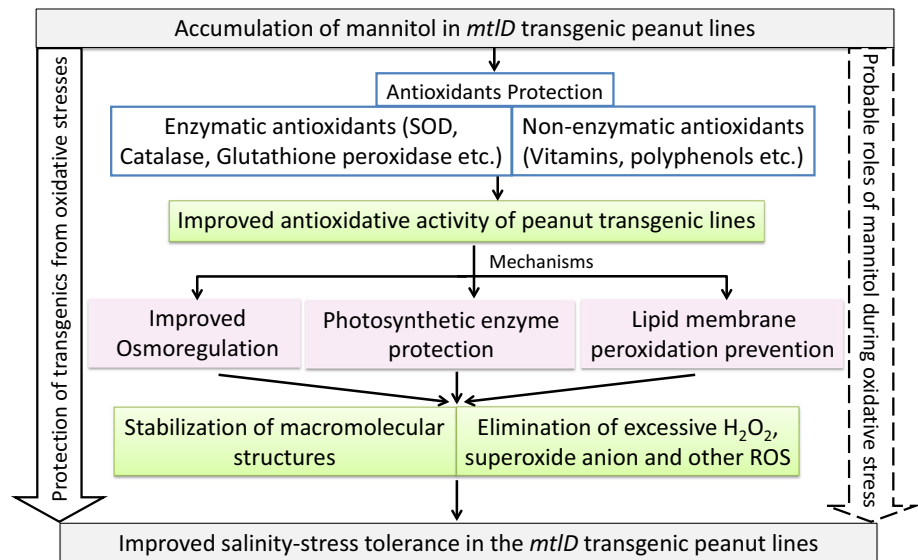 Accumulation of mannitol in mtlD transgenic peanut lines
Protection of transgenics from oxidative stresses
Antioxidants Protection
Enzymatic antioxidants (SOD,
Catalase, Glutathione peroxidase etc.)
Non-enzymatic antioxidants
(Vitamins, polyphenols etc.)
Improved antioxidative activity of peanut transgenic lines
Mechanisms
Improved
Osmoregulation
Photosynthetic enzyme
protection
Lipid membrane
peroxidation prevention
Stabilization of macromolecular
structures
Elimination of excessive H₂O₂,
superoxide anion and other ROS
Probable roles of mannitol during oxidative stress
Improved salinity-stress tolerance in the mtlD transgenic peanut lines